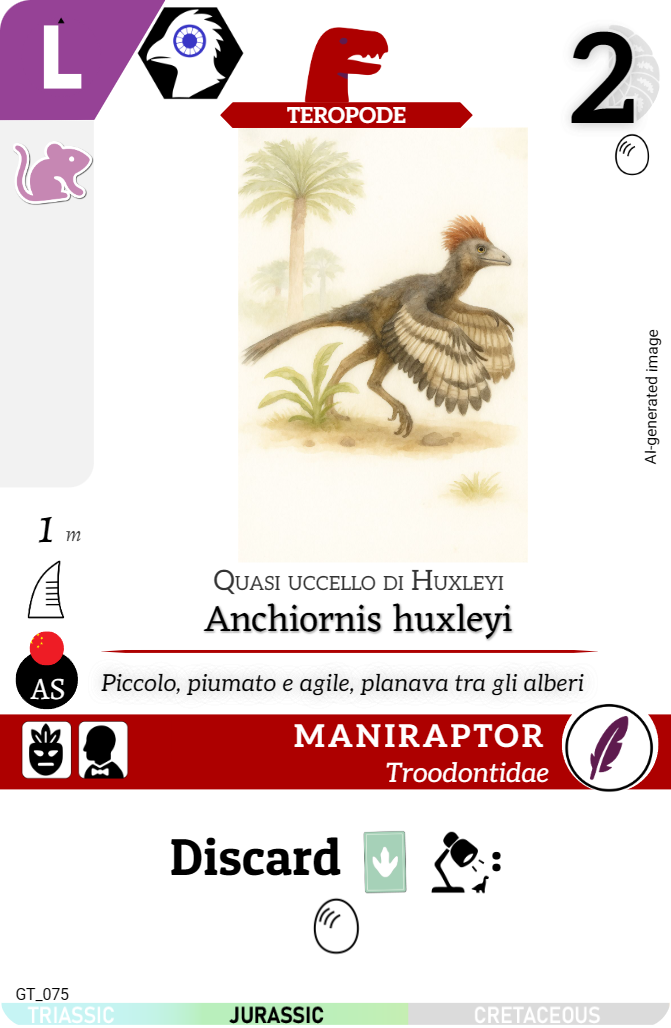 L
TEROPODE
2
AI-generated image
1 m
Quasi uccello di Huxleyi
Anchiornis huxleyi
AS
Piccolo, piumato e agile, planava tra gli alberi
MANIRAPTOR
Troodontidae
Discard :
GT_075
TRIASSIC JURASSIC CRETACEOUS